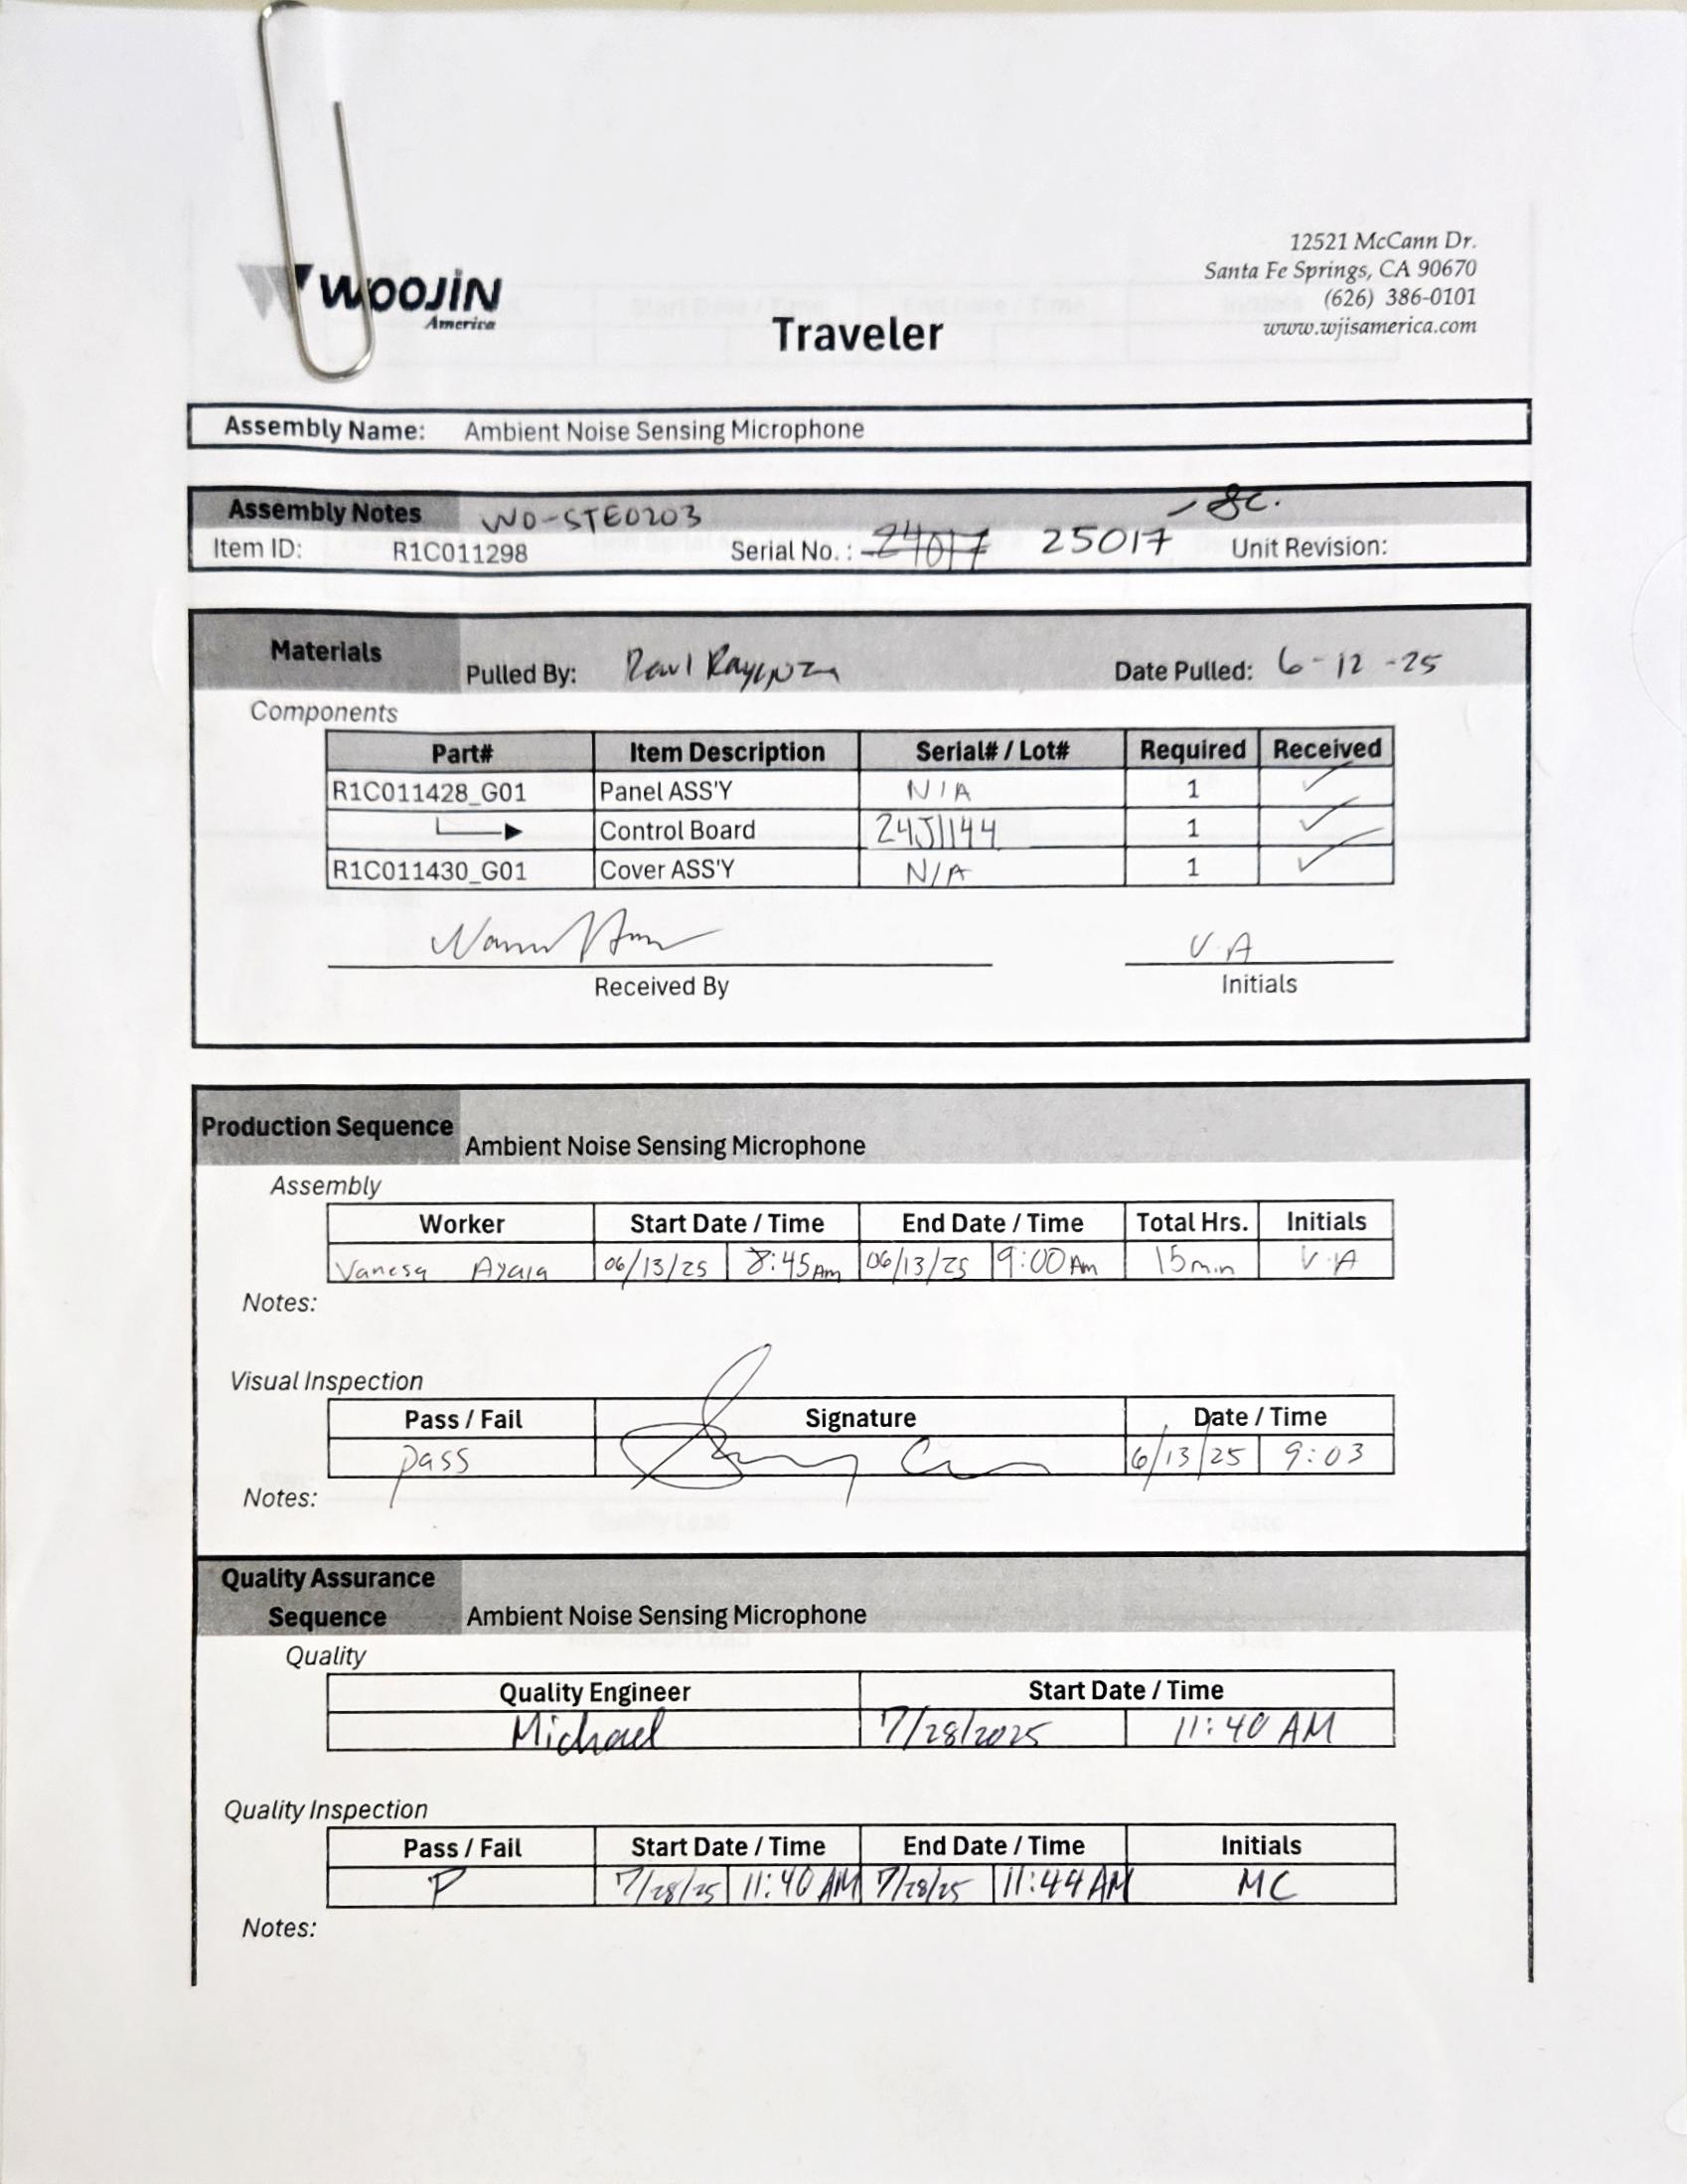 12521 McCann Dr.
Santa Fe Springs, CA 90670
(626) 386-0101
www.wjisamerica.com
WOOJIN
America
Traveler
Assembly Name: Ambient Noise Sensing Microphone
Assembly Notes WO-STE0203 - SC.
Item ID: R1C011298 Serial No.: 24017 25017 Unit Revision:
Materials Pulled By: Date Pulled: 6-12-25
Components
Part# Item Description Serial# / Lot# Required Received
R1C011428_G01 Panel ASS'Y N/A 1 ✓
Control Board 24J1144 1 ✓
R1C011430_G01 Cover ASS'Y N/A 1 ✓
V.A
Received By Initials
Production Sequence Ambient Noise Sensing Microphone
Assembly
Worker Start Date / Time End Date / Time Total Hrs. Initials
Vanesa Ayala 06/13/25 8:45Am 06/13/25 9:00Am 15min V.A
Notes:
Visual Inspection
Pass / Fail Signature Date / Time
pass 6/13/25 9:03
Notes:
Quality Assurance
Sequence Ambient Noise Sensing Microphone
Quality
Quality Engineer Start Date / Time
Michael 7/28/2025 11:40 AM
Quality Inspection
Pass / Fail Start Date / Time End Date / Time Initials
P 7/28/25 11:40 AM 7/28/25 11:44 AM MC
Notes: